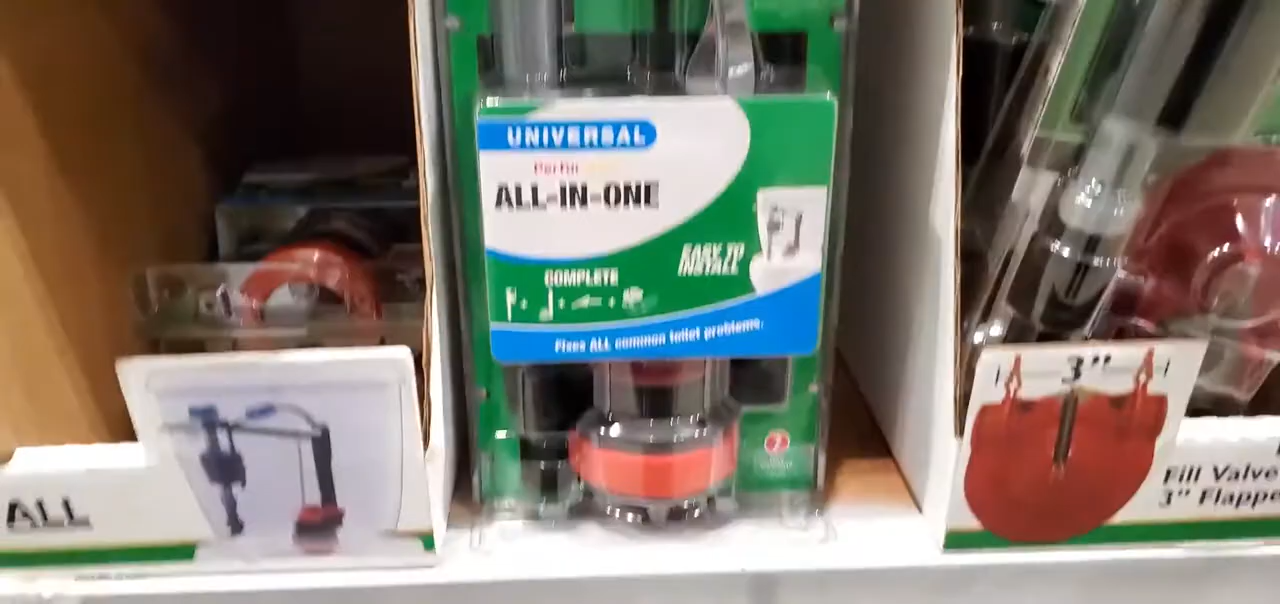 UNIVERSAL
ALL-IN-ONE
EASY TO
INSTALL
COMPLETE
Fixes ALL common toilet problems.
ALL
3"
Fill Valve
3" Flappe